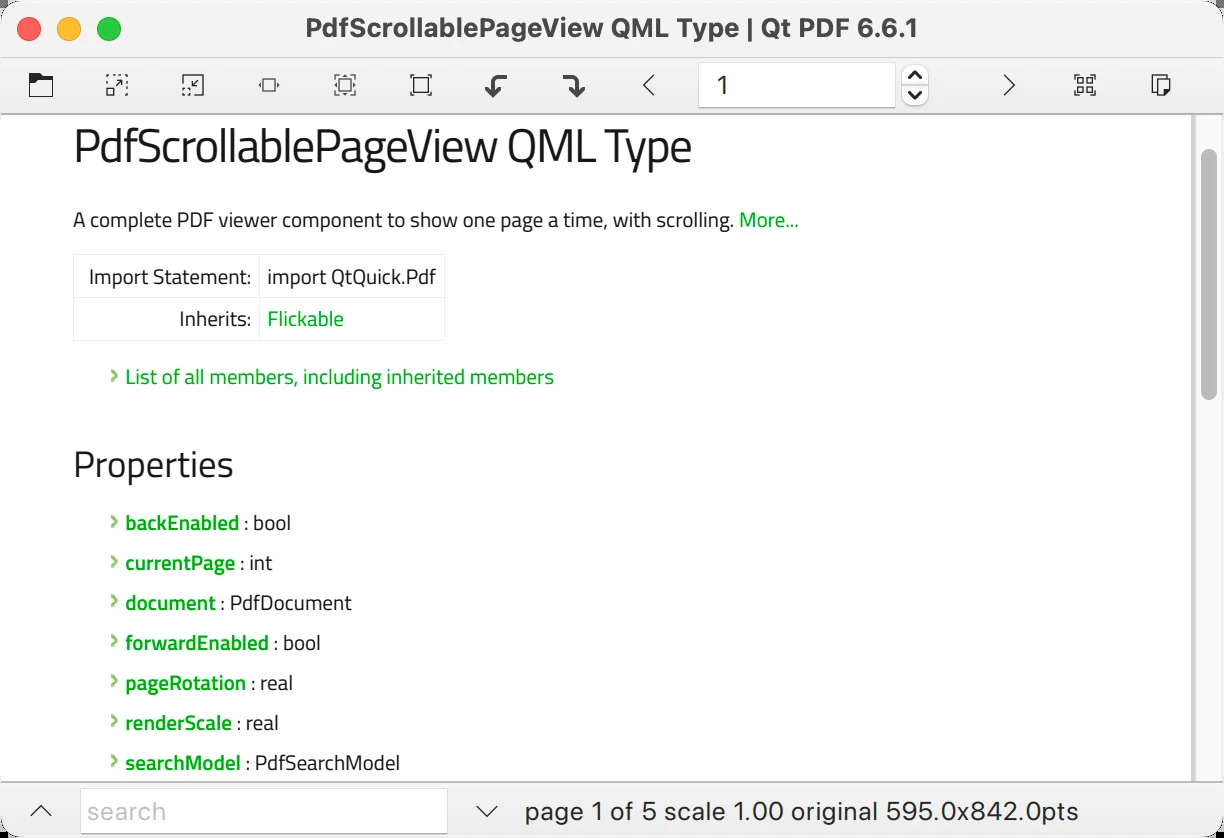 PdfScrollablePageView QML Type | Qt PDF 6.6.1
1
PdfScrollablePageView QML Type
A complete PDF viewer component to show one page a time, with scrolling. More...
Import Statement: import QtQuick.Pdf
Inherits: Flickable
List of all members, including inherited members
Properties
backEnabled : bool
currentPage : int
document : PdfDocument
forwardEnabled : bool
pageRotation : real
renderScale : real
searchModel : PdfSearchModel
search page 1 of 5 scale 1.00 original 595.0x842.0pts